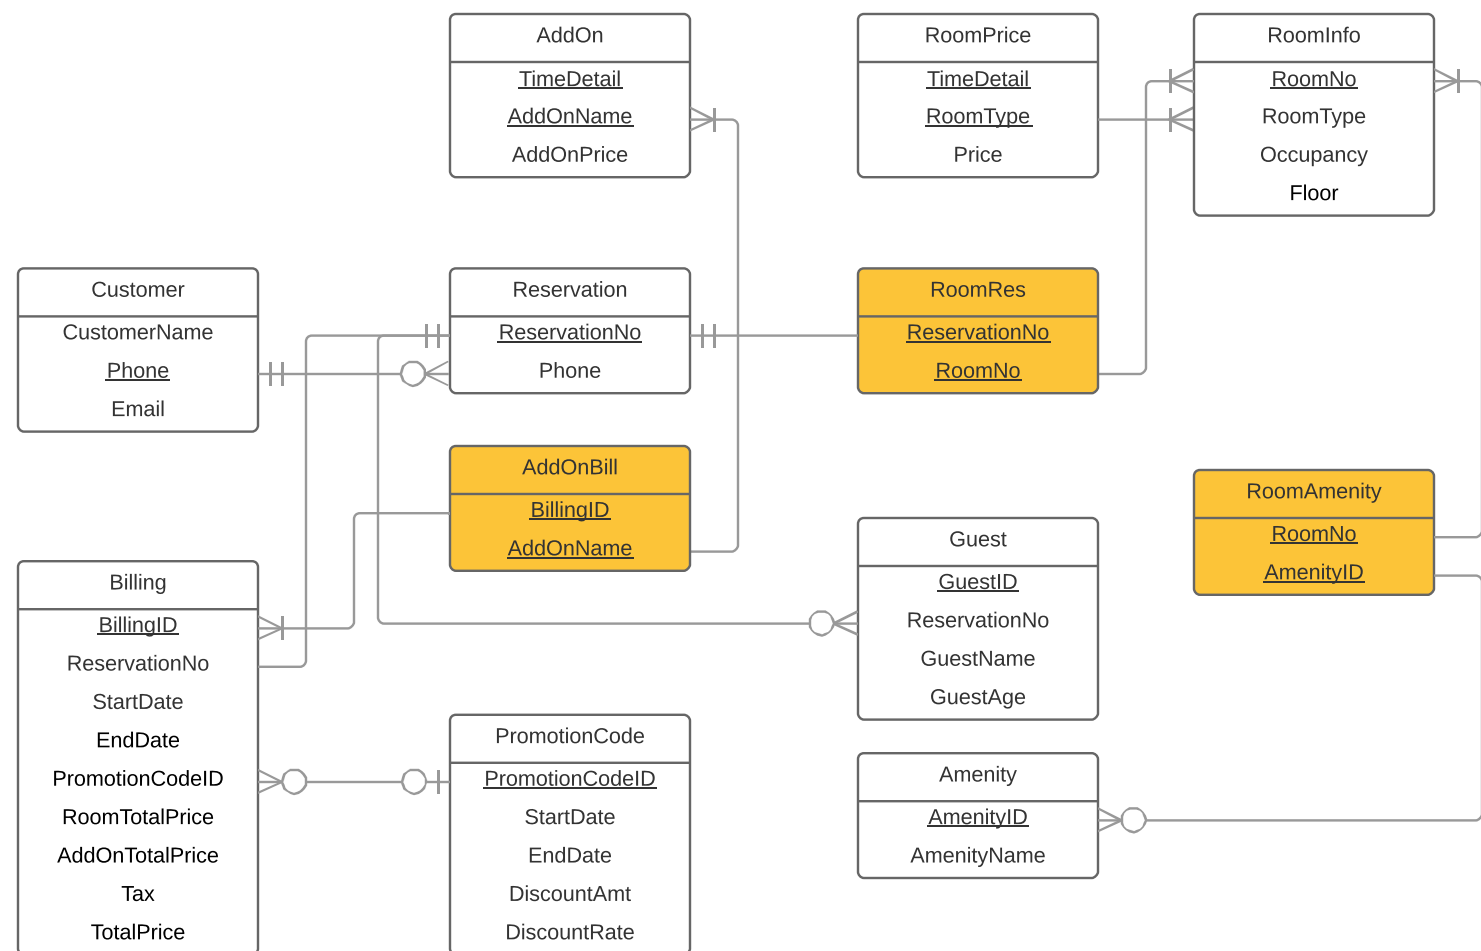 AddOn
TimeDetail
AddOnName
AddOnPrice
RoomPrice
TimeDetail
RoomType
Price
RoomInfo
RoomNo
RoomType
Occupancy
Floor
Customer
CustomerName
Phone
Email
Reservation
ReservationNo
Phone
RoomRes
ReservationNo
RoomNo
AddOnBill
BillingID
AddOnName
RoomAmenity
RoomNo
AmenityID
Guest
GuestID
ReservationNo
GuestName
GuestAge
Billing
BillingID
ReservationNo
StartDate
EndDate
PromotionCodeID
RoomTotalPrice
AddOnTotalPrice
Tax
TotalPrice
PromotionCode
PromotionCodeID
StartDate
EndDate
DiscountAmt
DiscountRate
Amenity
AmenityID
AmenityName